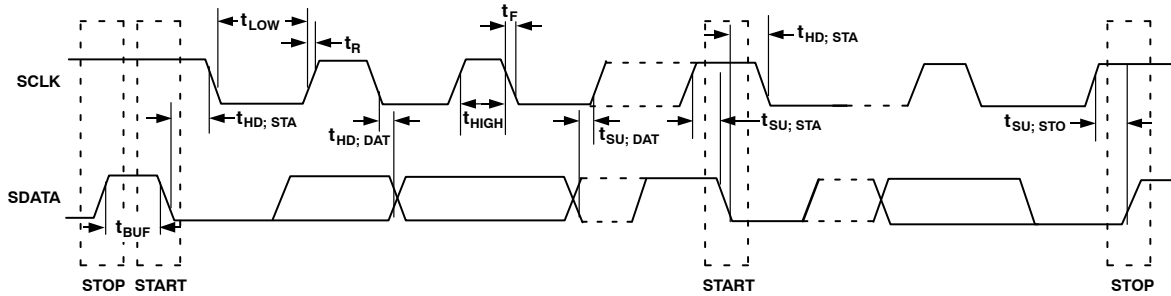 tLOW
tR
tF
tHD; STA
SCLK
tHD; STA
tHD; DAT
tHIGH
tSU; DAT
tSU; STA
tSU; STO
SDATA
tBUF
STOP START START STOP